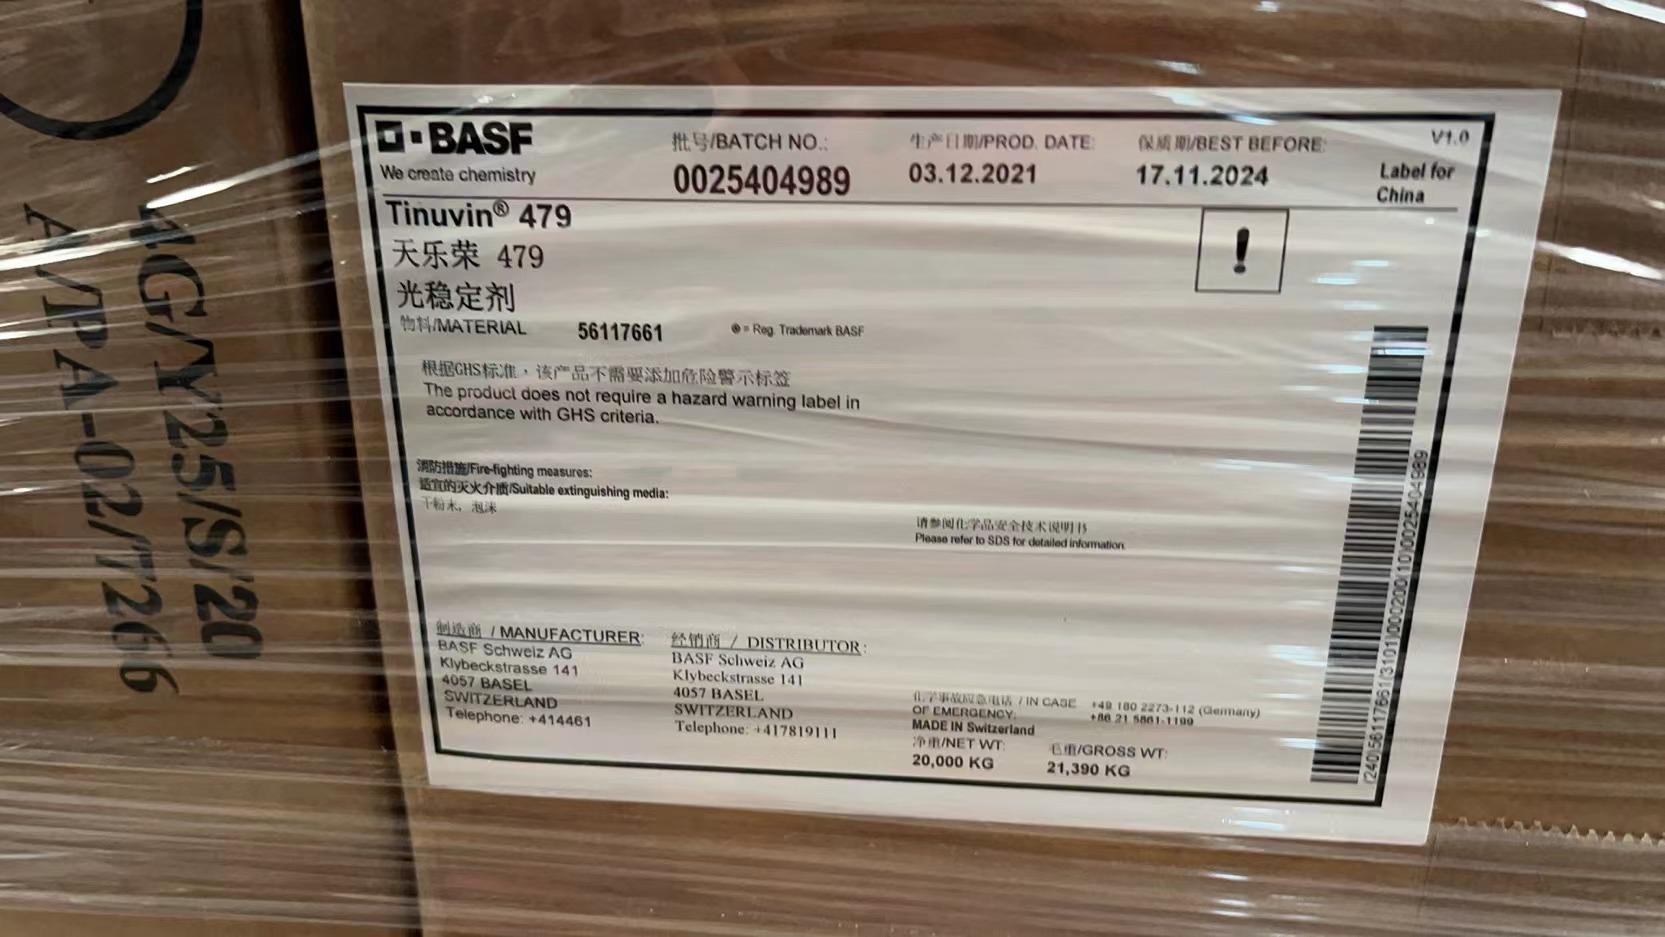 BASF
We create chemistry
批号/BATCH NO.:
0025404989
生产日期/PROD. DATE:
03.12.2021
保质期/BEST BEFORE:
17.11.2024
V1.0
Label for
China
Tinuvin® 479
天乐荣 479
光稳定剂
物料/MATERIAL 56117661 ® = Reg. Trademark BASF
!
根据GHS标准，该产品不需要添加危险警示标签
The product does not require a hazard warning label in
accordance with GHS criteria.
消防措施/Fire-fighting measures:
适宜的灭火介质/Suitable extinguishing media:
干粉末，泡沫
请参阅化学品安全技术说明书
Please refer to SDS for detailed information.
制造商 / MANUFACTURER:
BASF Schweiz AG
Klybeckstrasse 141
4057 BASEL
SWITZERLAND
Telephone: +414461
经销商 / DISTRIBUTOR:
BASF Schweiz AG
Klybeckstrasse 141
4057 BASEL
SWITZERLAND
Telephone: +417819111
化学事故应急电话 / IN CASE
OF EMERGENCY:
+49 180 2273-112 (Germany)
+86 21 5861-1199
MADE IN Switzerland
净重/NET WT:
20,000 KG
毛重/GROSS WT:
21,390 KG
(240)56117661(3101)000200(10)0025404989
4G/Y25/S/20
A/PA-02/7266